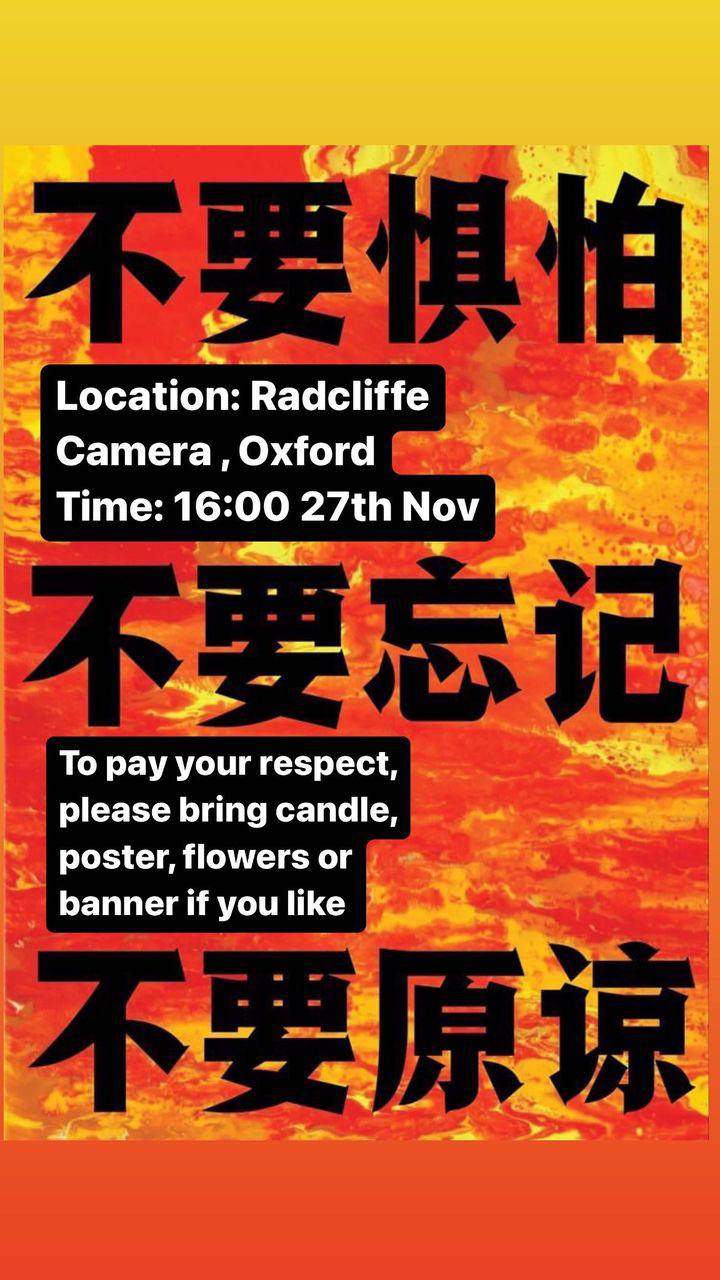 不要惧怕
Location: Radcliffe
Camera , Oxford
Time: 16:00 27th Nov
不要忘记
To pay your respect,
please bring candle,
poster, flowers or
banner if you like
不要原谅